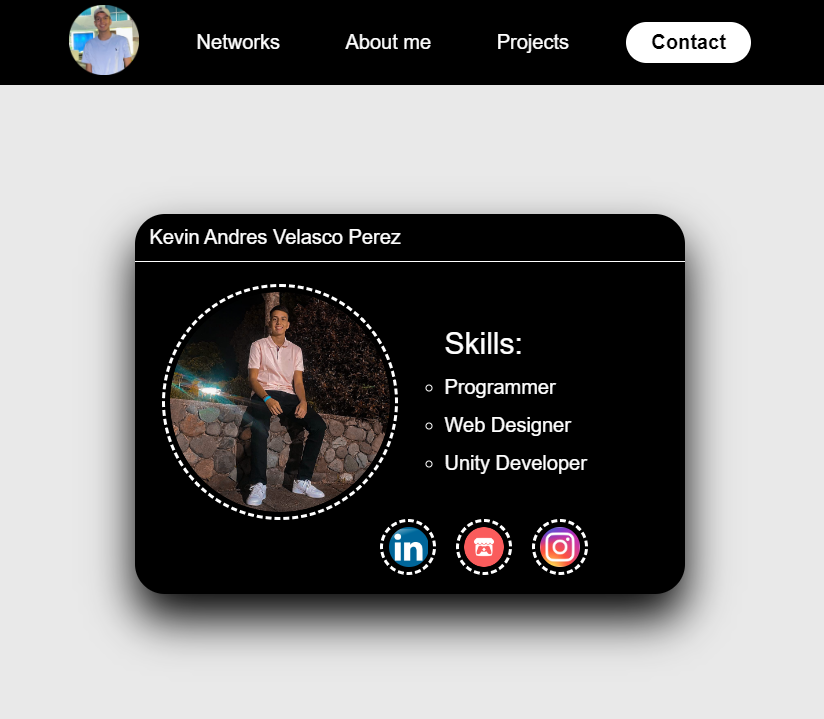 Networks About me Projects Contact
Kevin Andres Velasco Perez
Skills:
Programmer
Web Designer
Unity Developer
in